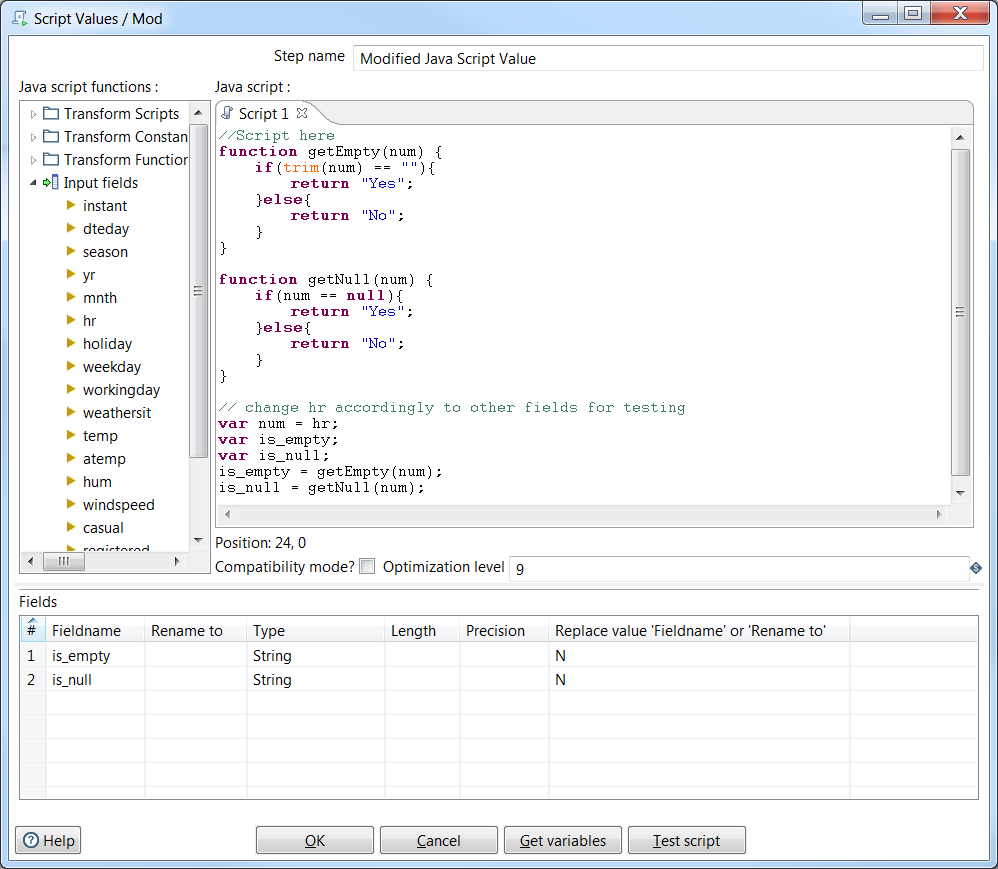 Script Values / Mod
Step name Modified Java Script Value
Java script functions :
Transform Scripts
Transform Constan
Transform Function
Input fields
instant
dteday
season
yr
mnth
hr
holiday
weekday
workingday
weathersit
temp
atemp
hum
windspeed
casual
registered
Java script :
Script 1
//Script here
function getEmpty(num) {
    if(trim(num) == ""){
        return "Yes";
    }else{
        return "No";
    }
}

function getNull(num) {
    if(num == null){
        return "Yes";
    }else{
        return "No";
    }
}

// change hr accordingly to other fields for testing
var num = hr;
var is_empty;
var is_null;
is_empty = getEmpty(num);
is_null = getNull(num);
Position: 24, 0
Compatibility mode? Optimization level 9
Fields
# Fieldname Rename to Type Length Precision Replace value 'Fieldname' or 'Rename to'
1 is_empty String N
2 is_null String N
Help OK Cancel Get variables Test script